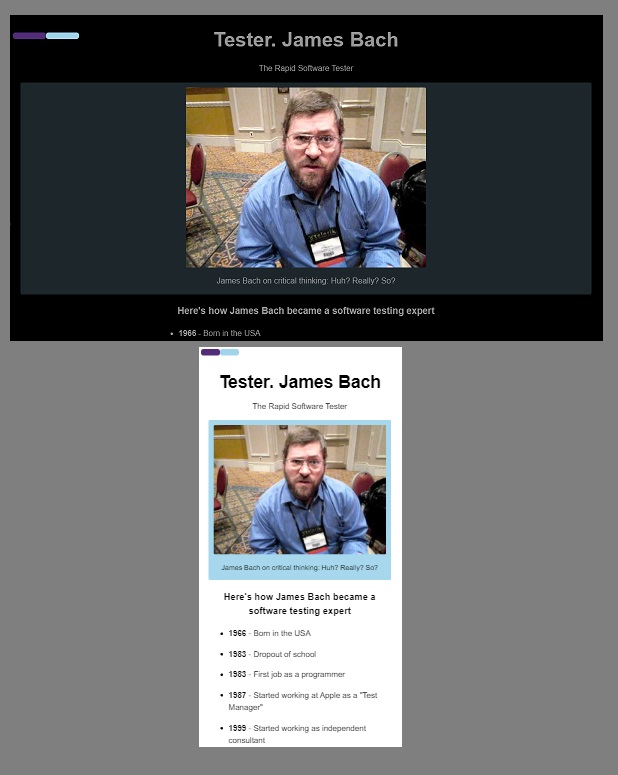 Tester. James Bach
The Rapid Software Tester
James Bach on critical thinking: Huh? Really? So?
Here's how James Bach became a software testing expert
• 1966 - Born in the USA
Tester. James Bach
The Rapid Software Tester
James Bach on critical thinking: Huh? Really? So?
Here's how James Bach became a
software testing expert
• 1966 - Born in the USA
• 1983 - Dropout of school
• 1983 - First job as a programmer
• 1987 - Started working at Apple as a "Test
Manager"
• 1999 - Started working as independent
consultant